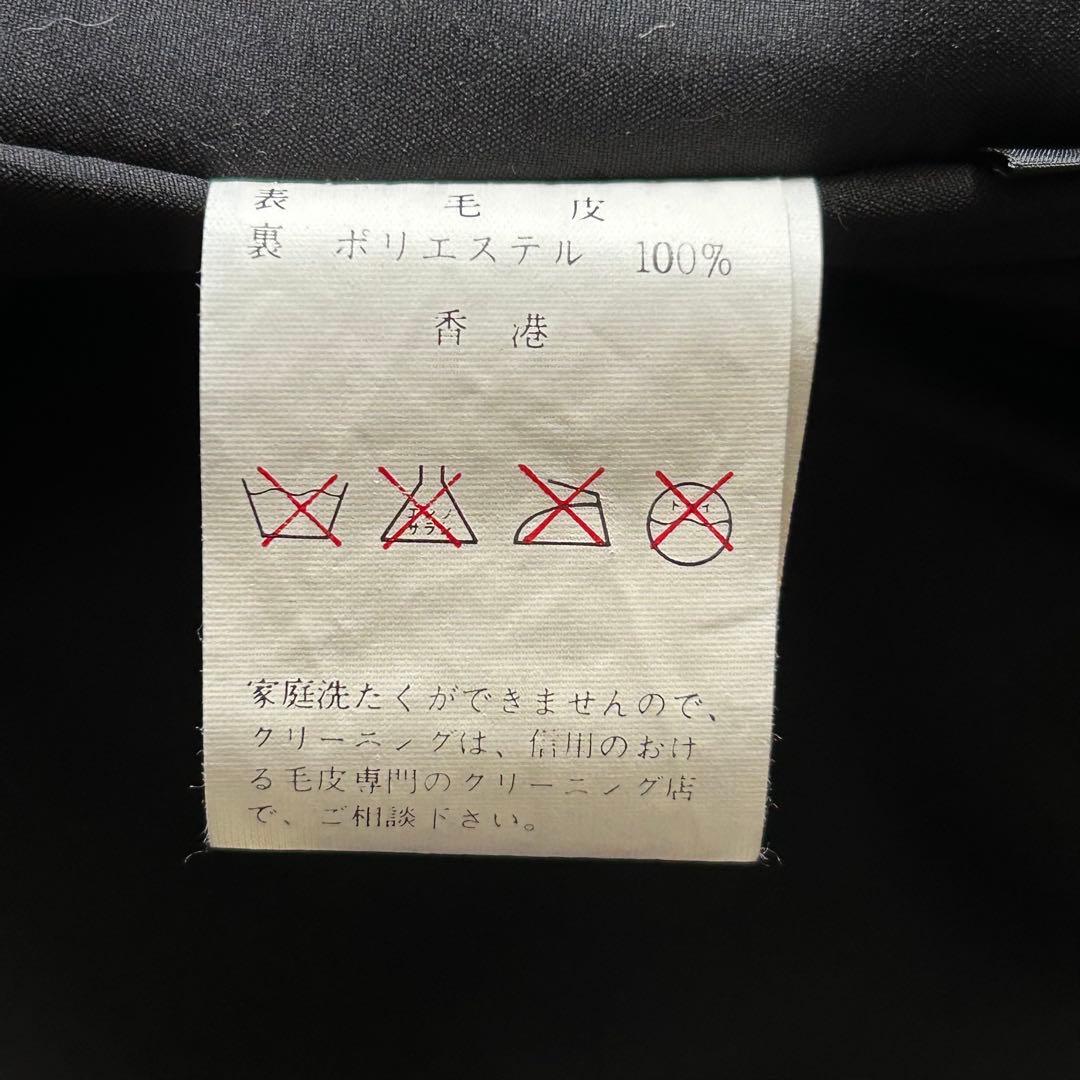 表 毛 皮
裏 ポリエステル 100%
香 港
サラシ
家庭洗たくができませんので、
クリーニングは、信用のおけ
る毛皮専門のクリーニング店
で、ご相談下さい。